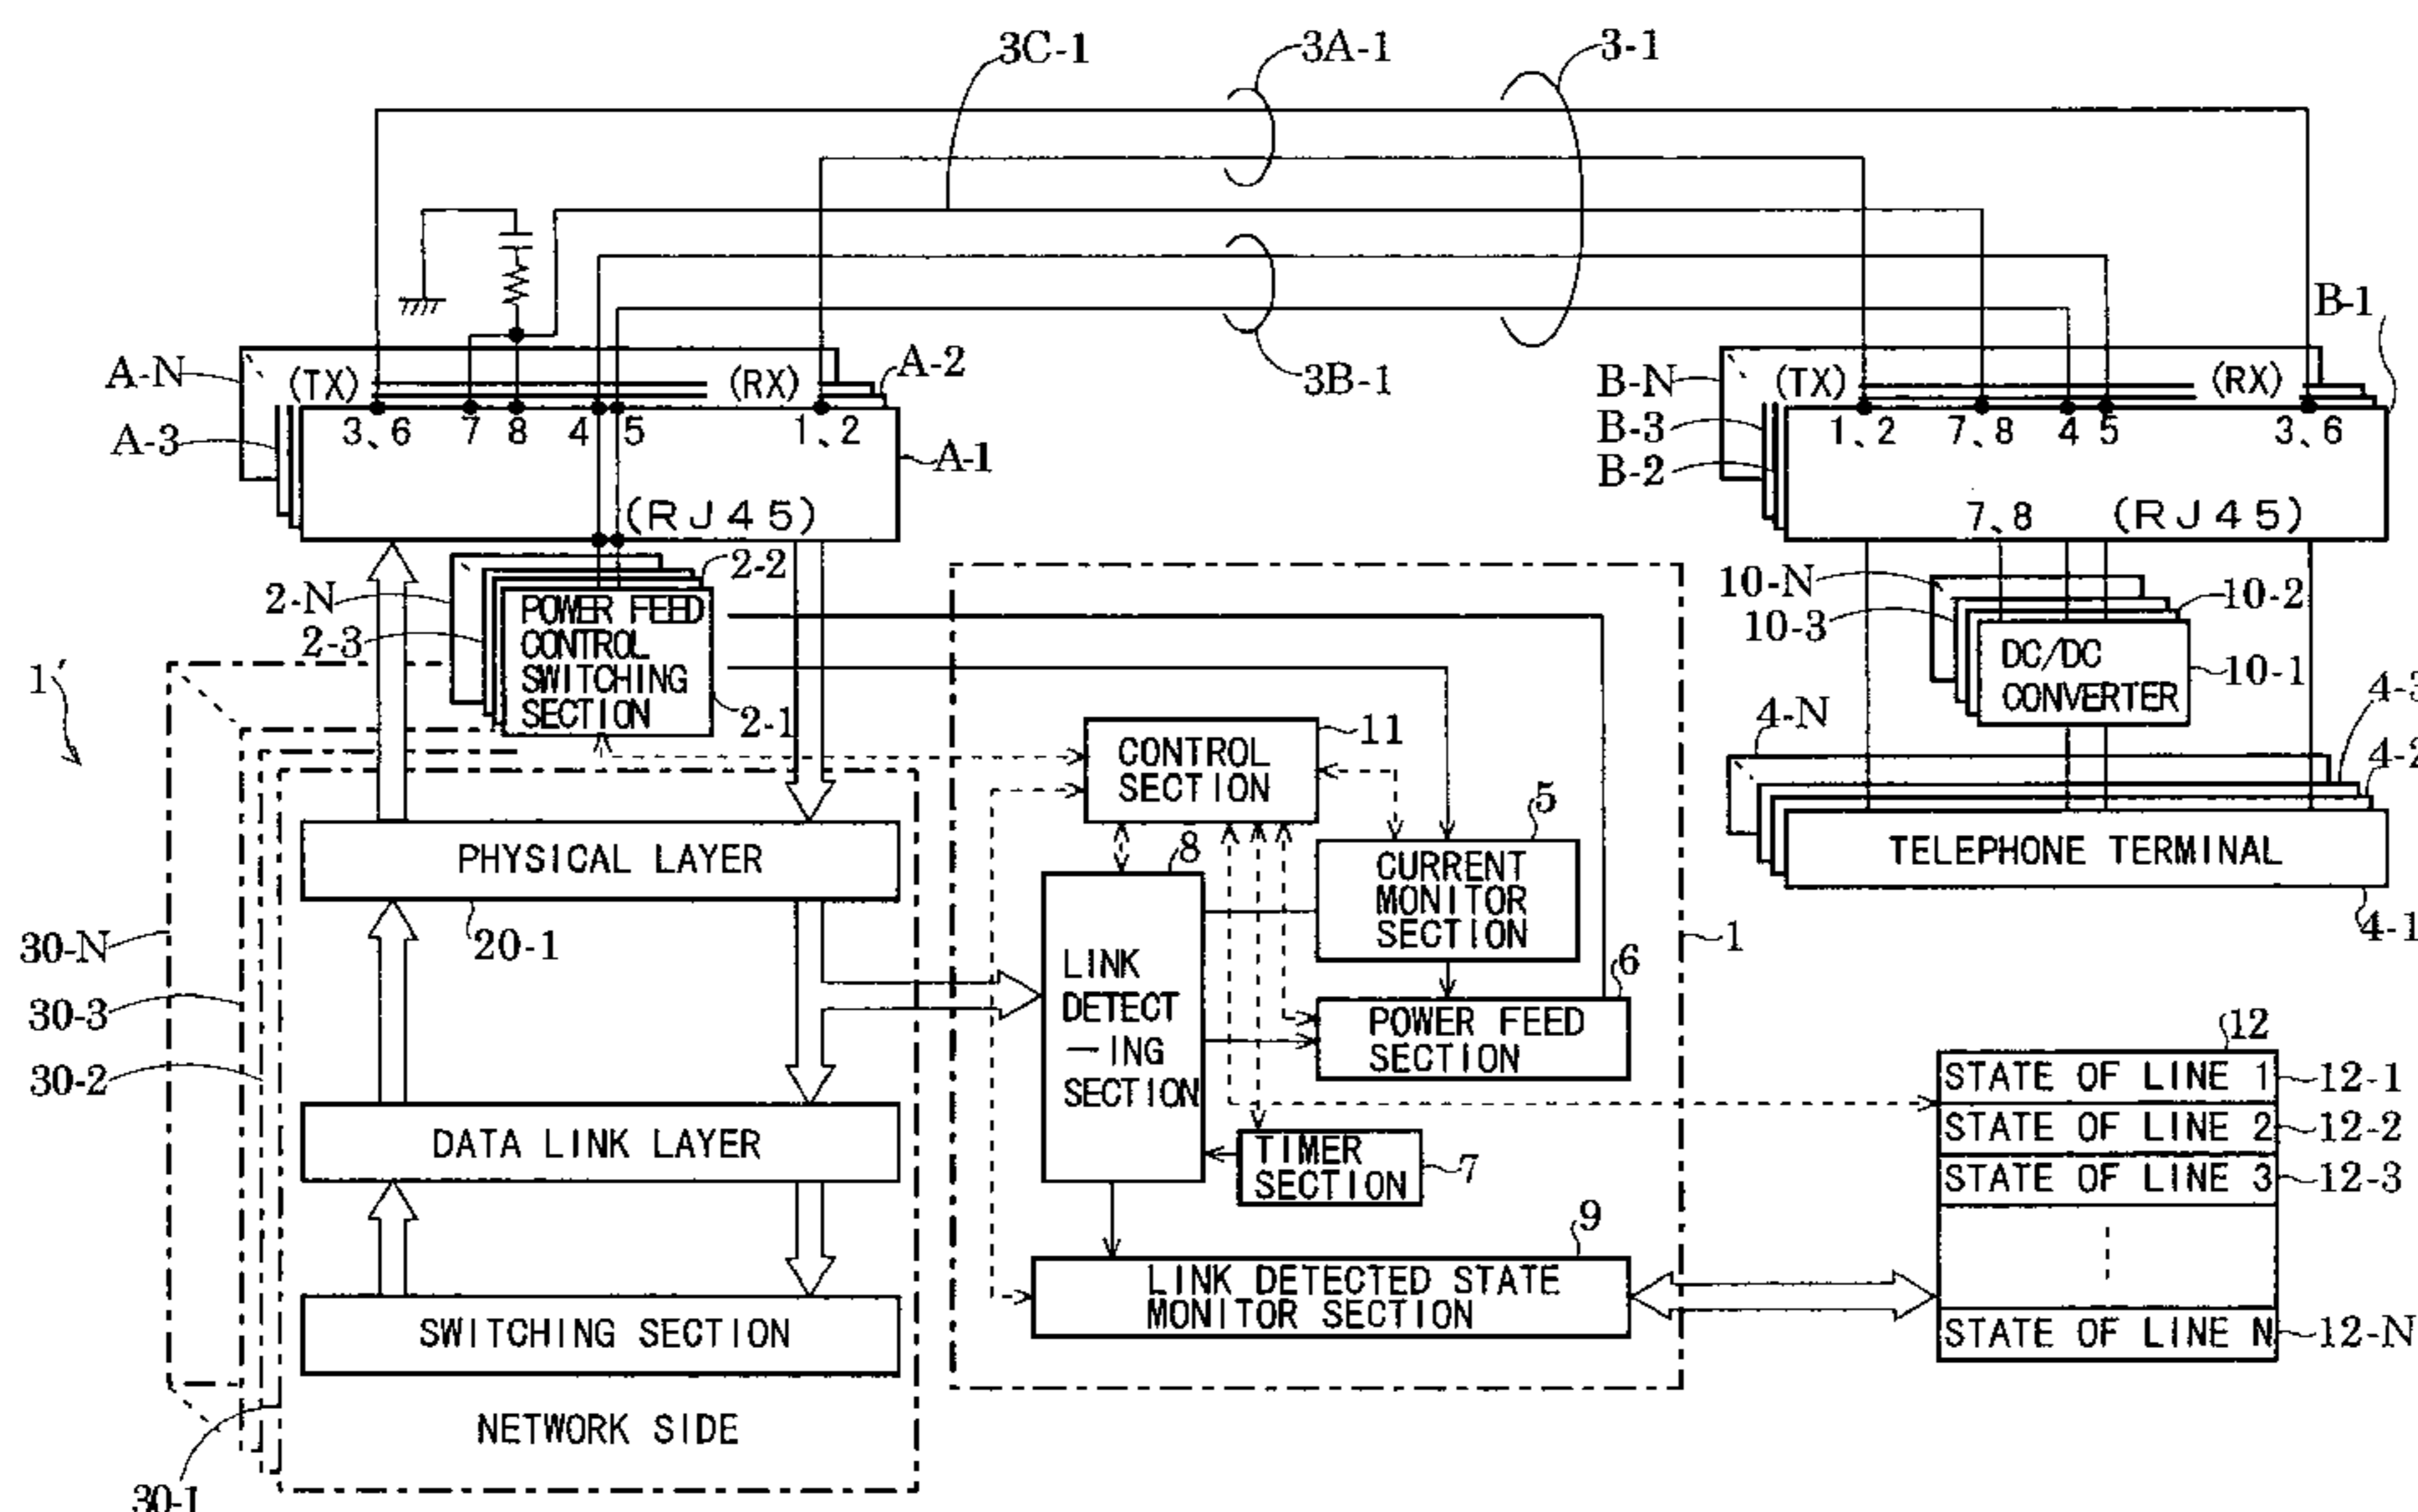 3C-1
3A-1
3-1
3B-1
B-1
A-N
(TX)
(RX)
A-2
A-3
3、6
7
8
4
5
1、2
A-1
(RJ45)
B-N
(TX)
(RX)
B-3
B-2
1、2
7、8
4
5
3、6
7、8
(RJ45)
2-N
2-2
2-3
POWER FEED
CONTROL
SWITCHING
SECTION
2-1
1′
10-N
10-2
10-3
DC/DC
CONVERTER
10-1
4-3
4-N
4-2
TELEPHONE TERMINAL
4-1
CONTROL
SECTION
11
5
CURRENT
MONITOR
SECTION
8
LINK
DETECT
-ING
SECTION
1
6
POWER FEED
SECTION
TIMER
SECTION
7
9
LINK DETECTED STATE
MONITOR SECTION
PHYSICAL LAYER
20-1
30-N
30-3
30-2
DATA LINK LAYER
SWITCHING SECTION
NETWORK SIDE
30-1
12
STATE OF LINE 1
12-1
STATE OF LINE 2
12-2
STATE OF LINE 3
12-3
STATE OF LINE N
12-N